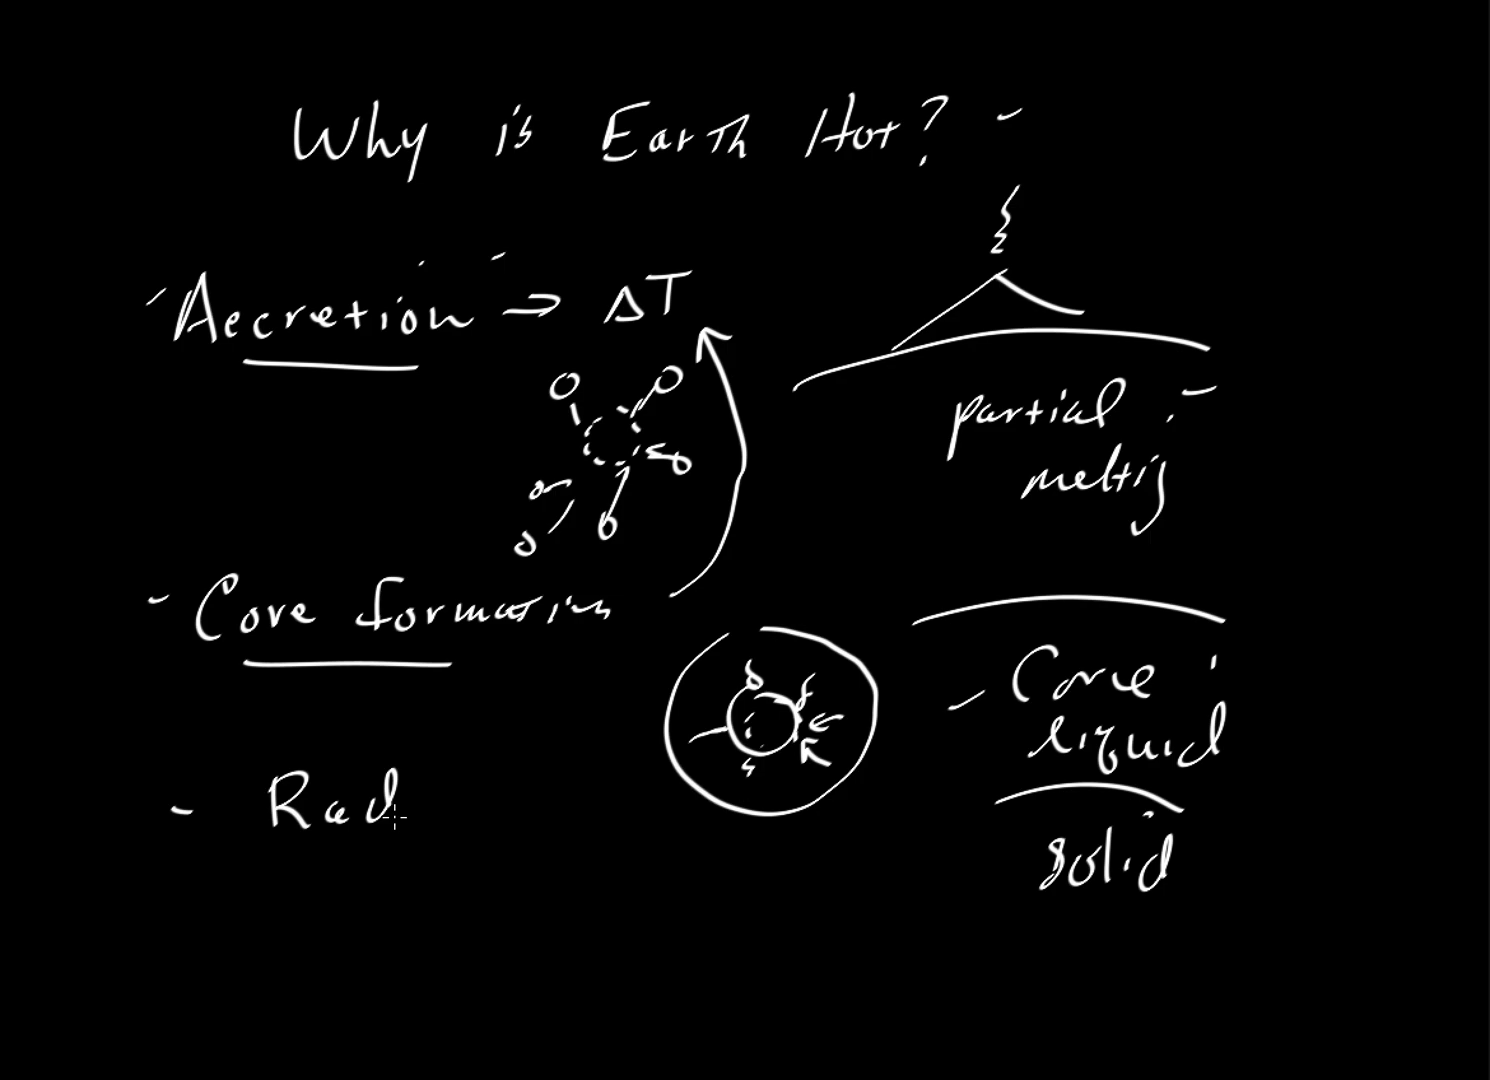 Why is Earth Hot?
Accretion → ΔT
partial
melting
Core formation
Core
liquid
solid
- Rad